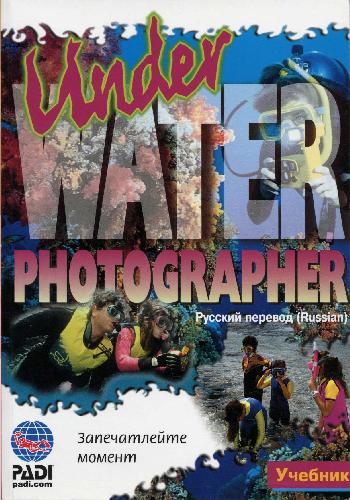 Under
WATER
PHOTOGRAPHER
Русский перевод (Russian)
Запечатлейте
момент
PADI
padi.com
Учебник